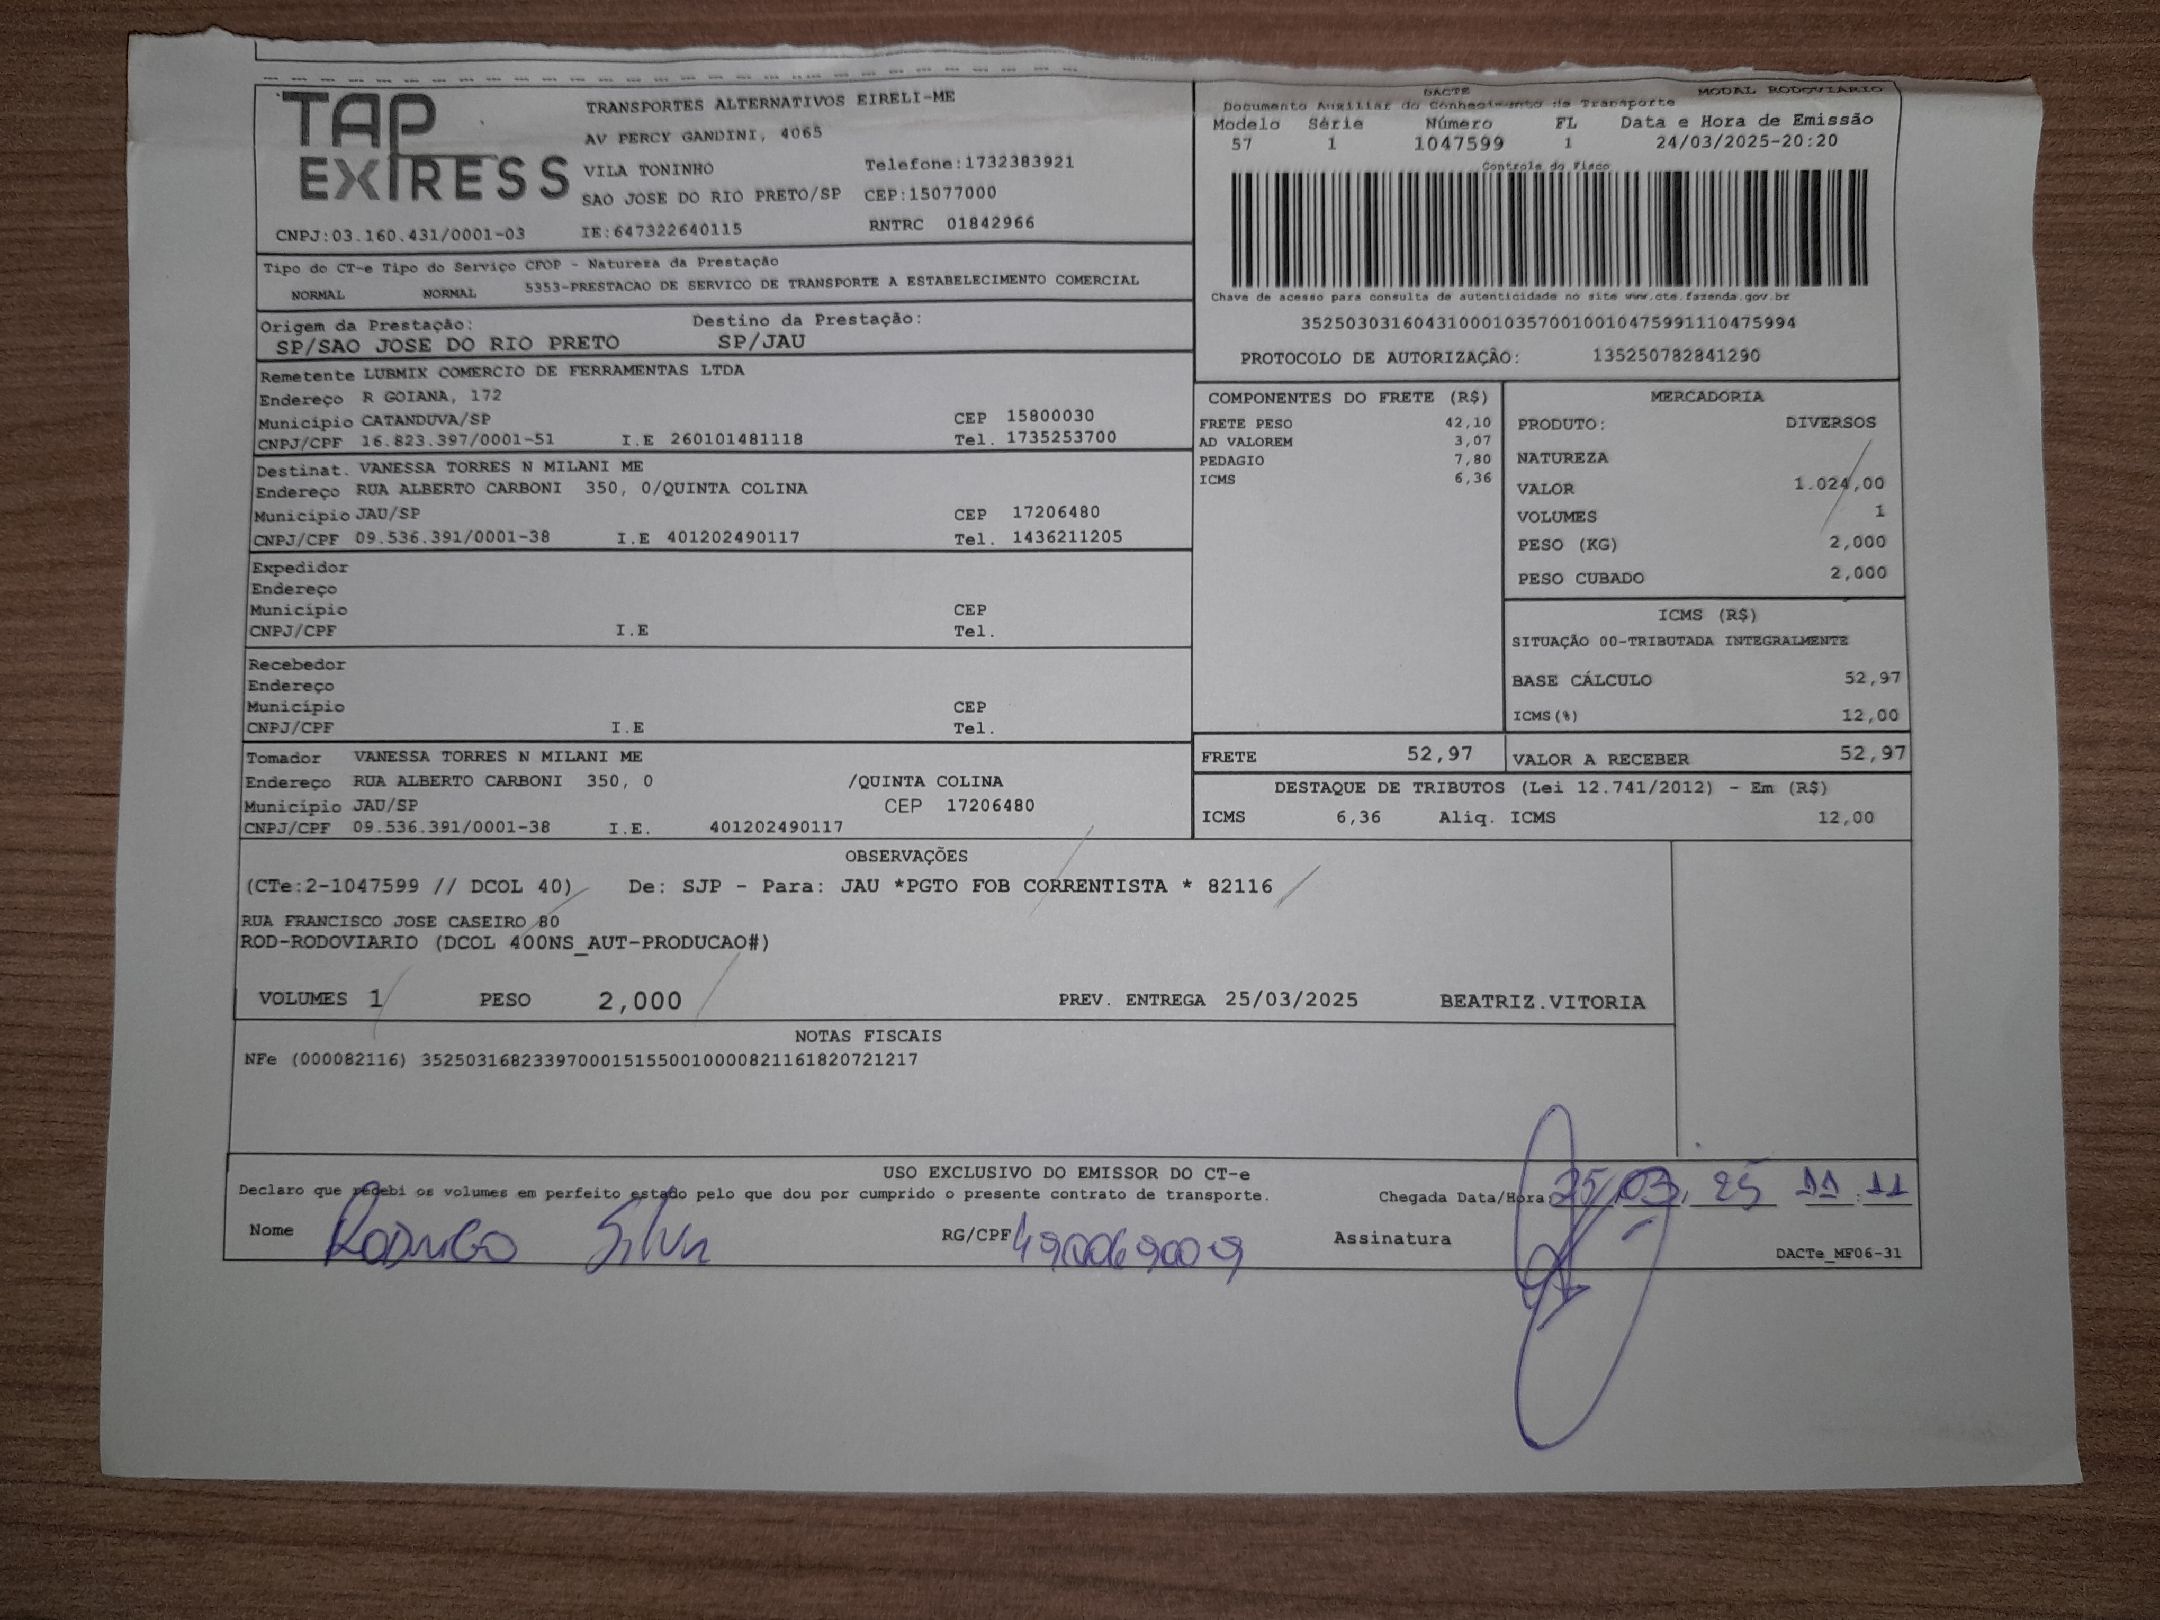 TAP EXPRESS
TRANSPORTES ALTERNATIVOS EIRELI-ME
AV PERCY GANDINI, 4065
VILA TONINHO Telefone:1732383921
SAO JOSE DO RIO PRETO/SP CEP:15077000
CNPJ:03.160.431/0001-03 IE:647322640115 RNTRC 01842966
DACTE MODAL RODOVIARIO
Documento Auxiliar do Conhecimento de Transporte
Modelo Série Número FL Data e Hora de Emissão
57 1 1047599 1 24/03/2025-20:20
Controle do Fisco
Chave de acesso para consulta de autenticidade no site www.cte.fazenda.gov.br
35250303160431000103570010010475991110475994
PROTOCOLO DE AUTORIZAÇÃO: 135250782841290
Tipo do CT-e Tipo do Serviço CFOP - Natureza da Prestação
NORMAL NORMAL 5353-PRESTACAO DE SERVICO DE TRANSPORTE A ESTABELECIMENTO COMERCIAL
Origem da Prestação: Destino da Prestação:
SP/SAO JOSE DO RIO PRETO SP/JAU
Remetente LUBMIX COMERCIO DE FERRAMENTAS LTDA
Endereço R GOIANA, 172
Município CATANDUVA/SP CEP 15800030
CNPJ/CPF 16.823.397/0001-51 I.E 260101481118 Tel. 1735253700
Destinat. VANESSA TORRES N MILANI ME
Endereço RUA ALBERTO CARBONI 350, 0/QUINTA COLINA
Município JAU/SP CEP 17206480
CNPJ/CPF 09.536.391/0001-38 I.E 401202490117 Tel. 1436211205
Expedidor
Endereço
Município CEP
CNPJ/CPF I.E Tel.
Recebedor
Endereço
Município CEP
CNPJ/CPF I.E Tel.
Tomador VANESSA TORRES N MILANI ME
Endereço RUA ALBERTO CARBONI 350, 0 /QUINTA COLINA
Município JAU/SP CEP 17206480
CNPJ/CPF 09.536.391/0001-38 I.E. 401202490117
COMPONENTES DO FRETE (R$)
FRETE PESO 42,10
AD VALOREM 3,07
PEDAGIO 7,80
ICMS 6,36
MERCADORIA
PRODUTO: DIVERSOS
NATUREZA
VALOR 1.024,00
VOLUMES 1
PESO (KG) 2,000
PESO CUBADO 2,000
ICMS (R$)
SITUAÇÃO 00-TRIBUTADA INTEGRALMENTE
BASE CÁLCULO 52,97
ICMS(%) 12,00
FRETE 52,97 VALOR A RECEBER 52,97
DESTAQUE DE TRIBUTOS (Lei 12.741/2012) - Em (R$)
ICMS 6,36 Aliq. ICMS 12,00
OBSERVAÇÕES
(CTe:2-1047599 // DCOL 40) De: SJP - Para: JAU *PGTO FOB CORRENTISTA * 82116
RUA FRANCISCO JOSE CASEIRO 80
ROD-RODOVIARIO (DCOL 400NS_AUT-PRODUCAO#)
VOLUMES 1 PESO 2,000 PREV. ENTREGA 25/03/2025 BEATRIZ.VITORIA
NOTAS FISCAIS
NFe (000082116) 35250316823397000151550010000821161820721217
USO EXCLUSIVO DO EMISSOR DO CT-e
Declaro que recebi os volumes em perfeito estado pelo que dou por cumprido o presente contrato de transporte. Chegada Data/Hora 25/03/25 11:11
Nome Rodrigo Silva RG/CPF 490069009 Assinatura
DACTe_MF06-31